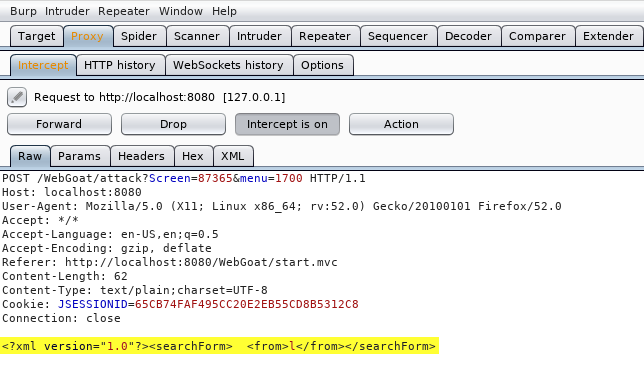 Burp Intruder Repeater Window Help
Target Proxy Spider Scanner Intruder Repeater Sequencer Decoder Comparer Extender
Intercept HTTP history WebSockets history Options
Request to http://localhost:8080 [127.0.0.1]
Forward Drop Intercept is on Action
Raw Params Headers Hex XML
POST /WebGoat/attack?Screen=87365&menu=1700 HTTP/1.1
Host: localhost:8080
User-Agent: Mozilla/5.0 (X11; Linux x86_64; rv:52.0) Gecko/20100101 Firefox/52.0
Accept: */*
Accept-Language: en-US,en;q=0.5
Accept-Encoding: gzip, deflate
Referer: http://localhost:8080/WebGoat/start.mvc
Content-Length: 62
Content-Type: text/plain;charset=UTF-8
Cookie: JSESSIONID=65CB74FAF495CC20E2EB55CD8B5312C8
Connection: close
<?xml version="1.0"?><searchForm>  <from>l</from></searchForm>